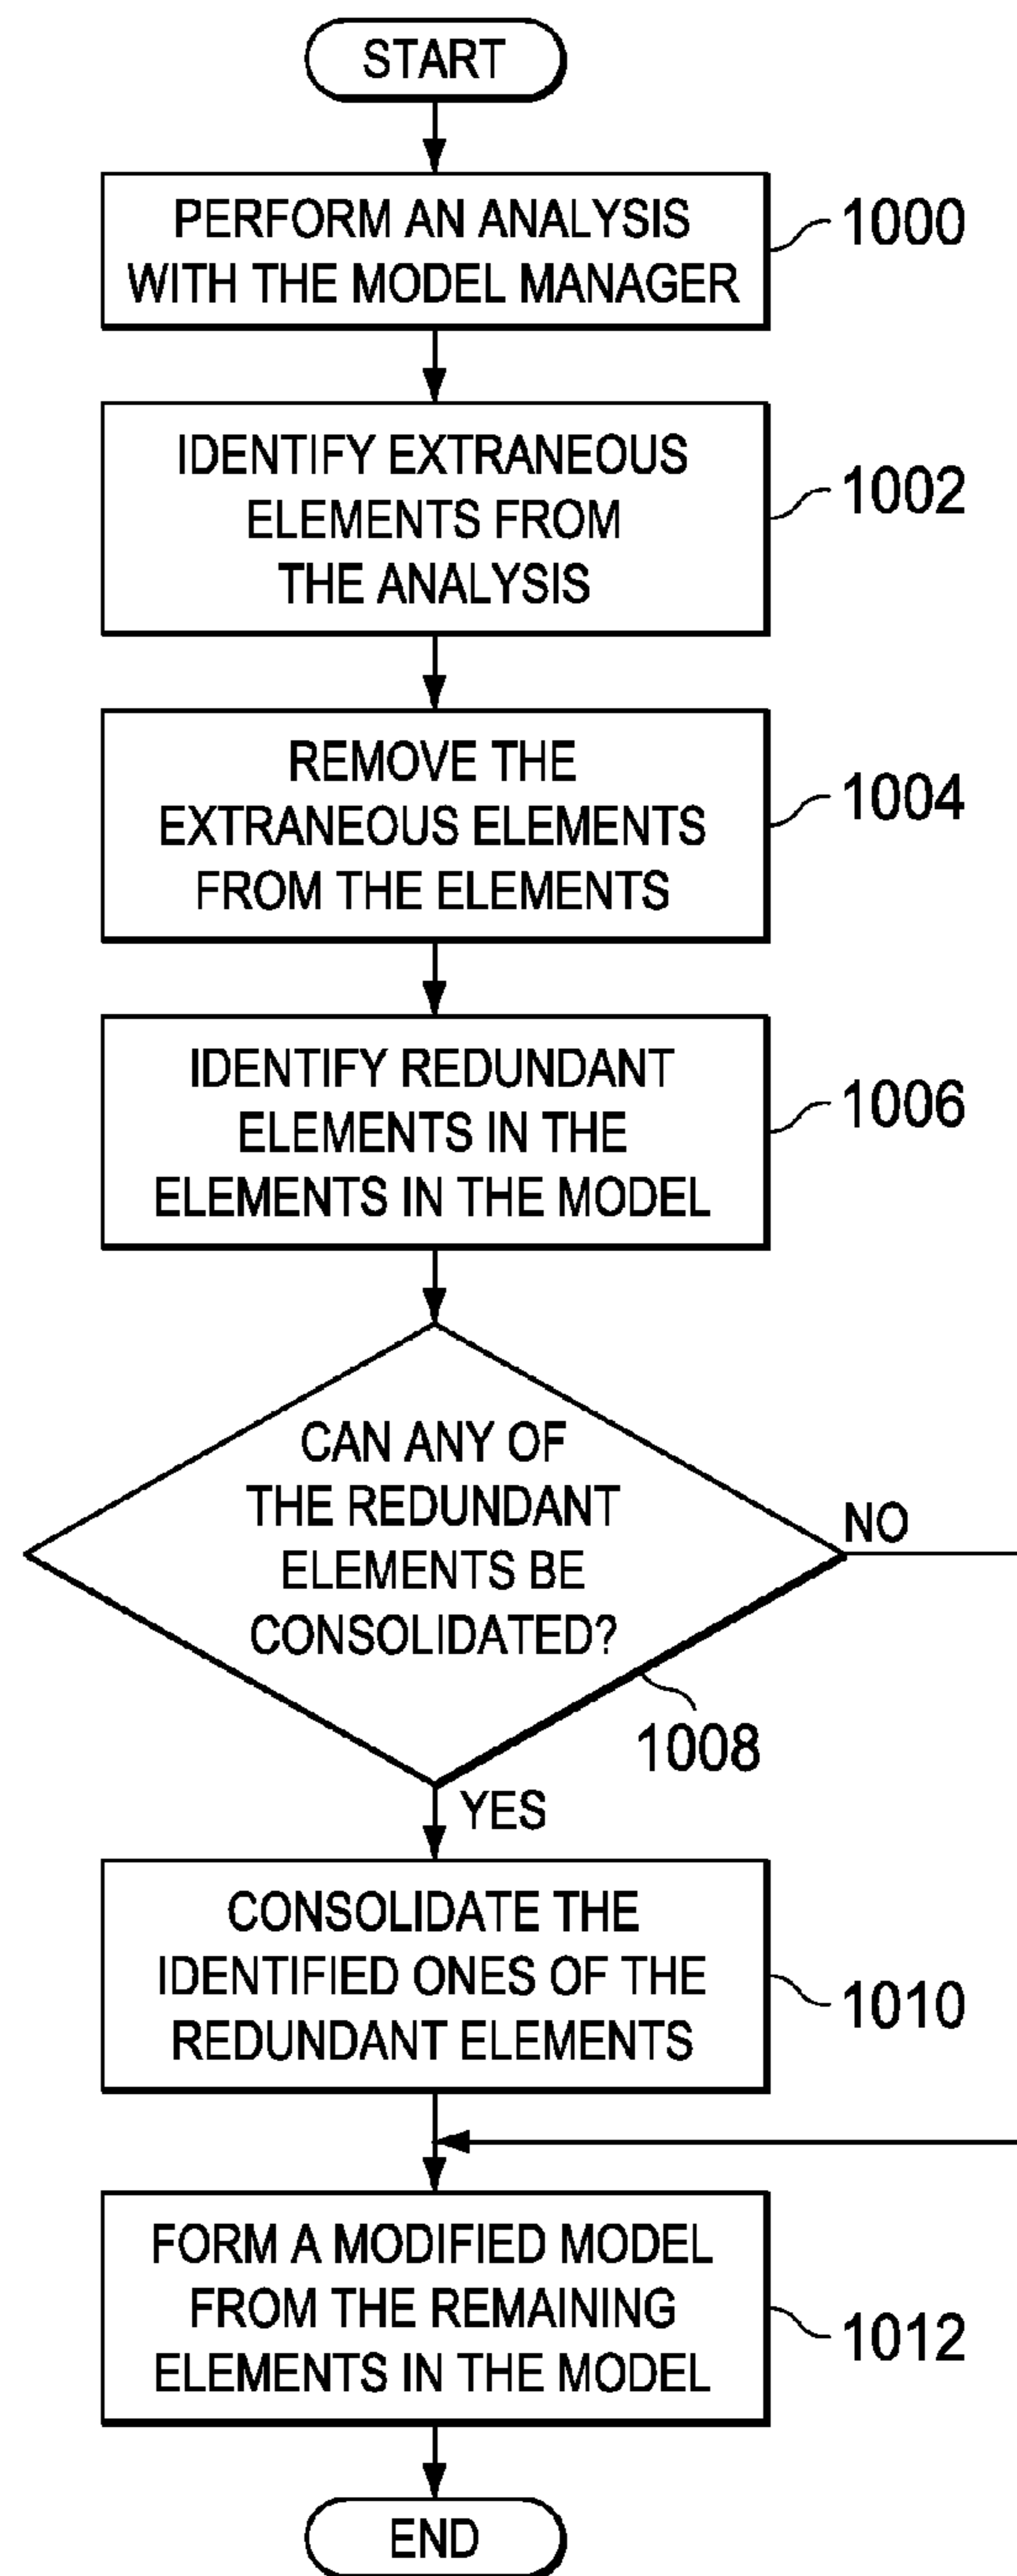 START
PERFORM AN ANALYSIS
WITH THE MODEL MANAGER
1000
IDENTIFY EXTRANEOUS
ELEMENTS FROM
THE ANALYSIS
1002
REMOVE THE
EXTRANEOUS ELEMENTS
FROM THE ELEMENTS
1004
IDENTIFY REDUNDANT
ELEMENTS IN THE
ELEMENTS IN THE MODEL
1006
CAN ANY OF
THE REDUNDANT
ELEMENTS BE
CONSOLIDATED?
NO
1008
YES
CONSOLIDATE THE
IDENTIFIED ONES OF THE
REDUNDANT ELEMENTS
1010
FORM A MODIFIED MODEL
FROM THE REMAINING
ELEMENTS IN THE MODEL
1012
END